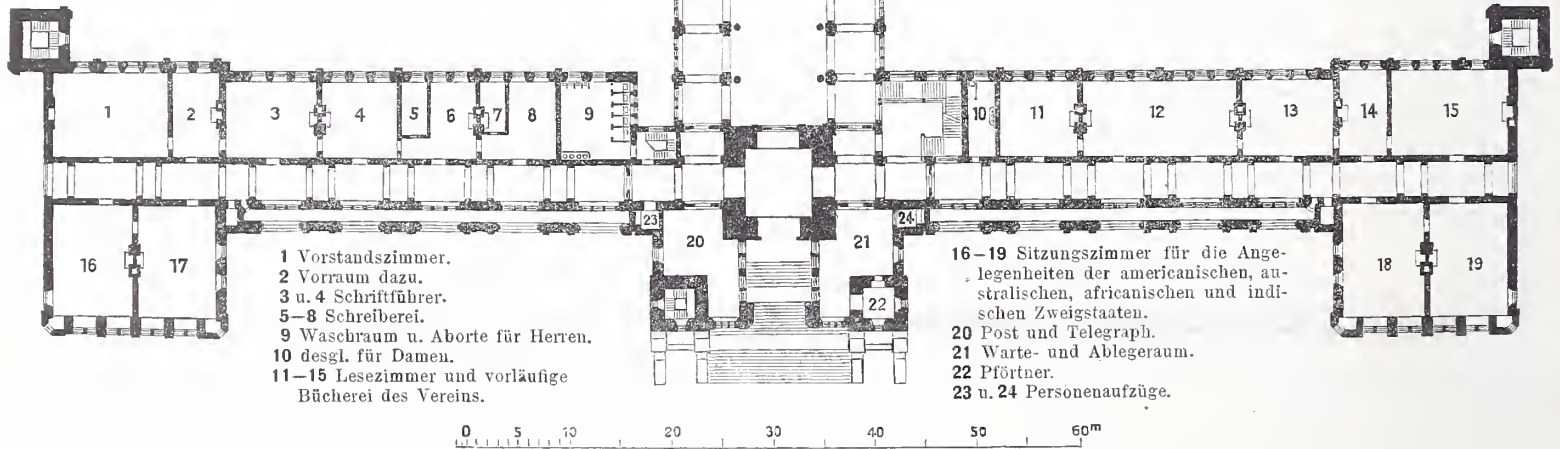 1
2
3
4
5
6
7
8
9
10
11
12
13
14
15
16
17
23
20
21
24
18
19
22
1 Vorstandszimmer.
2 Vorraum dazu.
3 u. 4 Schriftführer.
5–8 Schreiberei.
9 Waschraum u. Aborte für Herren.
10 desgl. für Damen.
11–15 Lesezimmer und vorläufige
Bücherei des Vereins.
16–19 Sitzungszimmer für die Ange-
legenheiten der americanischen, au-
stralischen, africanischen und indi-
schen Zweigstaaten.
20 Post und Telegraph.
21 Warte- und Ablegeraum.
22 Pförtner.
23 u. 24 Personenaufzüge.
0 5 10 20 30 40 50 60m